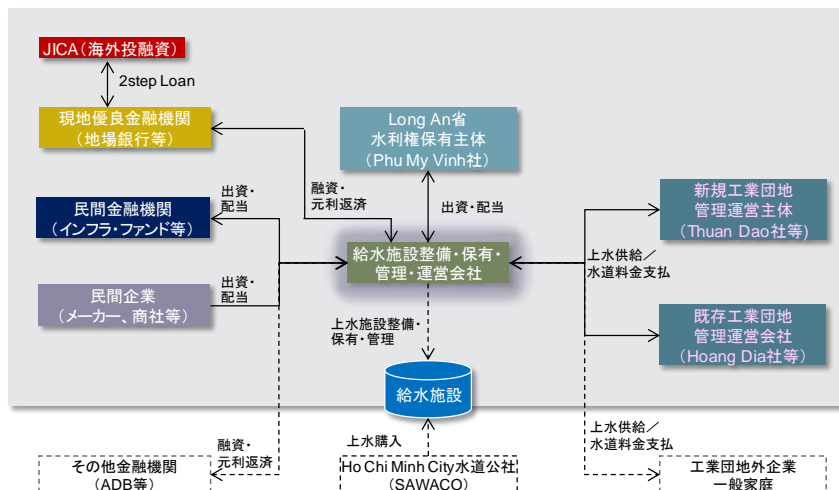 JICA(海外投融資)
2step Loan
現地優良金融機関
(地場銀行等)
Long An省
水利権保有主体
(Phu My Vinh社)
出資・
配当
融資・
元利返済
出資・配当
民間金融機関
(インフラ・ファンド等)
新規工業団地
管理運営主体
(Thuan Dao社等)
給水施設整備・保有・
管理・運営会社
上水供給/
水道料金支払
出資・
配当
民間企業
(メーカー、商社等)
上水施設整備・
保有・管理
既存工業団地
管理運営会社
(Hoang Dia社等)
給水施設
融資・
元利返済
上水購入
上水供給/
水道料金支払
その他金融機関
(ADB等)
Ho Chi Minh City水道公社
(SAWACO)
工業団地外企業
一般家庭